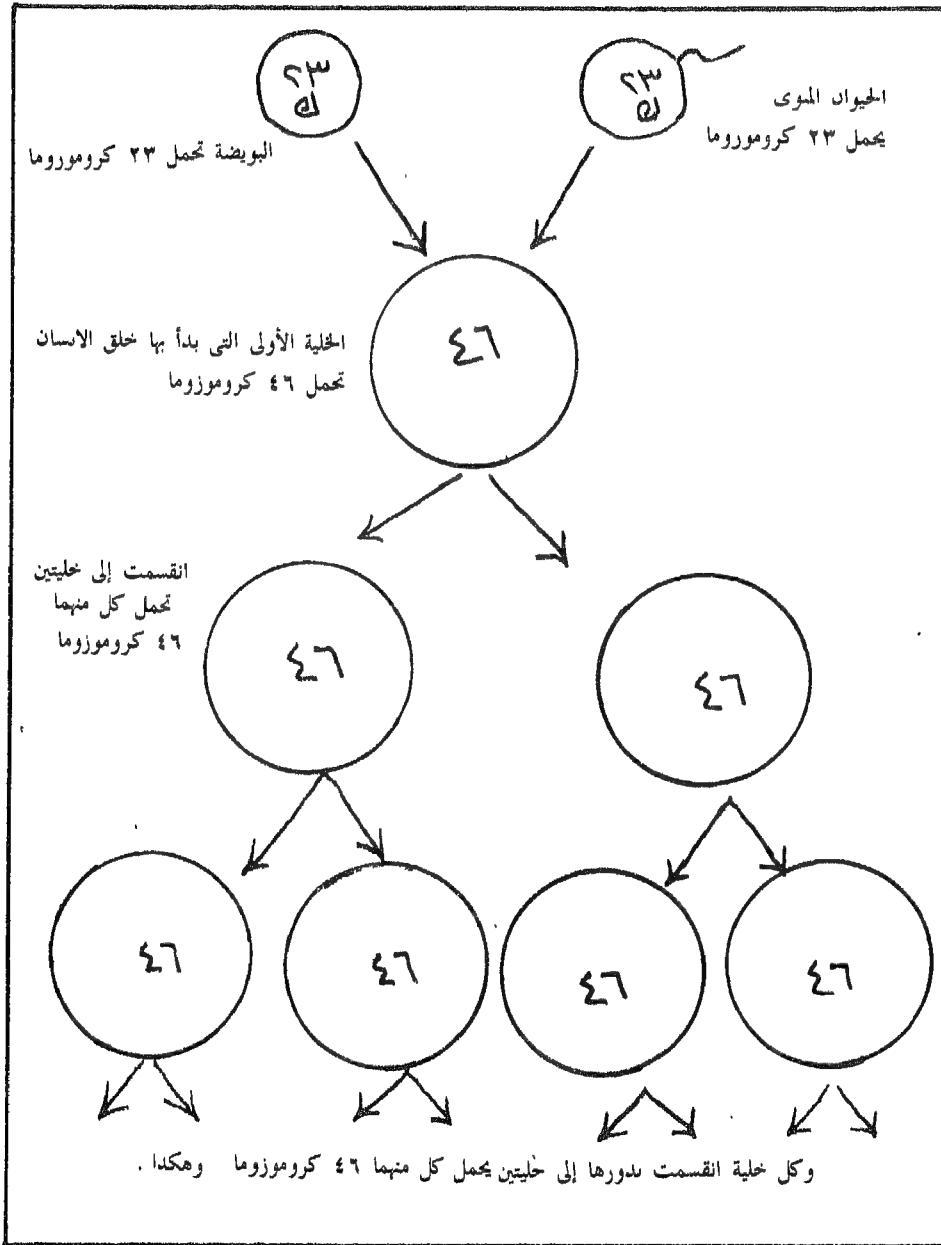 ٢٣
ك
٢٣
ك
الحيوان المنوى
يحمل ٢٣ كروموروما
البويضة تحمل ٢٣ كروموروما
٤٦
الخلية الأولى التى بدأ بها خلق الانسان
تحمل ٤٦ كروموزوما
انقسمت إلى خليتين
تحمل كل منهما
٤٦ كروموزوما
٤٦
٤٦
٤٦
٤٦
٤٦
٤٦
وكل خلية انقسمت بدورها إلى خليتين يحمل كل منهما ٤٦ كروموزوما وهكدا .